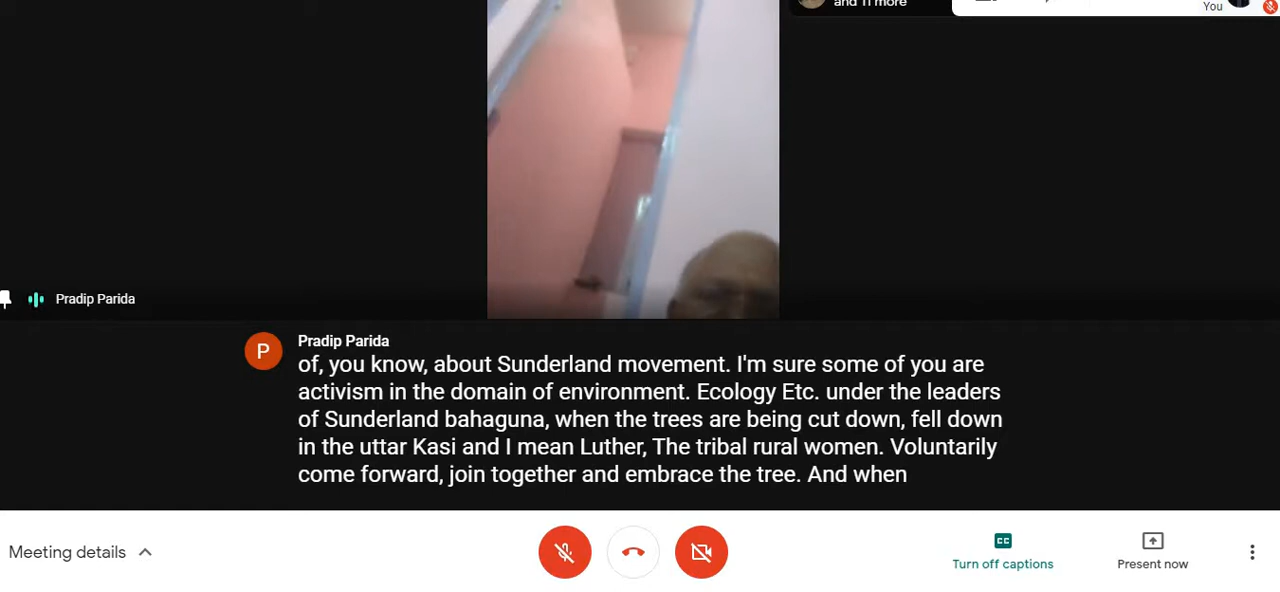 and 11 more
You
Pradip Parida
P
Pradip Parida
of, you know, about Sunderland movement. I'm sure some of you are
activism in the domain of environment. Ecology Etc. under the leaders
of Sunderland bahaguna, when the trees are being cut down, fell down
in the uttar Kasi and I mean Luther, The tribal rural women. Voluntarily
come forward, join together and embrace the tree. And when
Meeting details
CC
Turn off captions
Present now